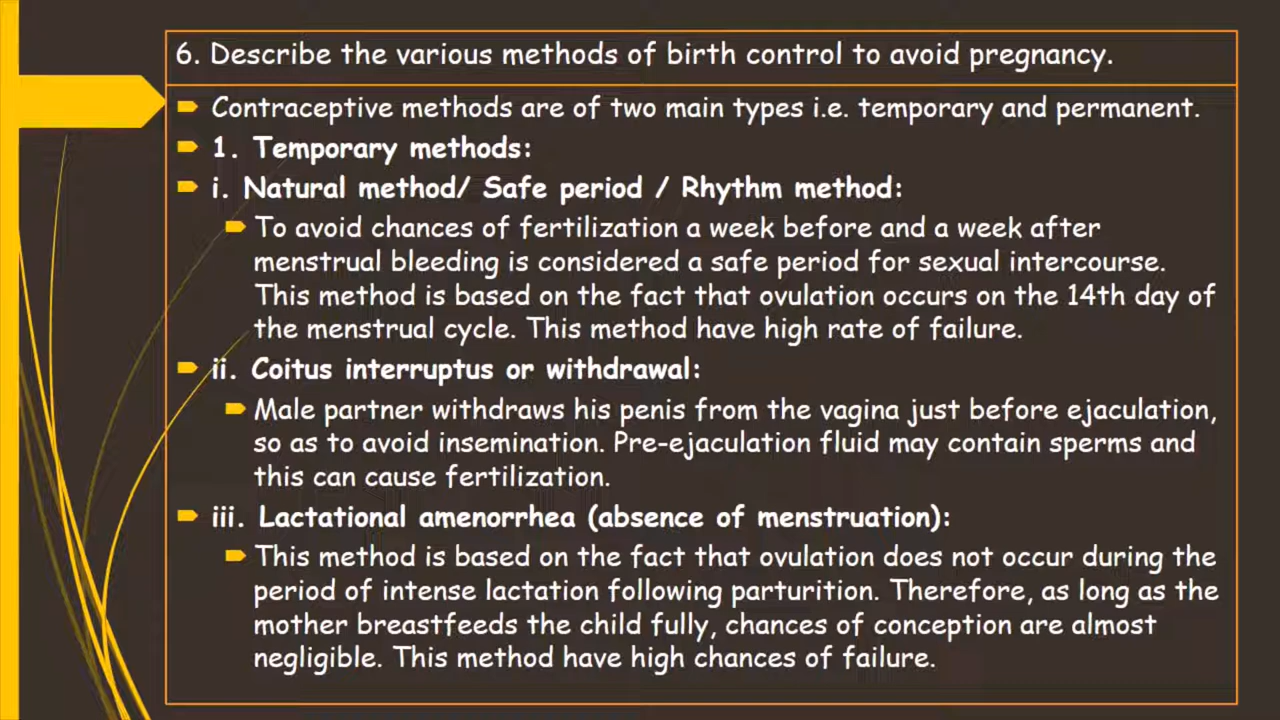 6. Describe the various methods of birth control to avoid pregnancy.
Contraceptive methods are of two main types i.e. temporary and permanent.
1. Temporary methods:
i. Natural method/ Safe period / Rhythm method:
To avoid chances of fertilization a week before and a week after
menstrual bleeding is considered a safe period for sexual intercourse.
This method is based on the fact that ovulation occurs on the 14th day of
the menstrual cycle. This method have high rate of failure.
ii. Coitus interruptus or withdrawal:
Male partner withdraws his penis from the vagina just before ejaculation,
so as to avoid insemination. Pre-ejaculation fluid may contain sperms and
this can cause fertilization.
iii. Lactational amenorrhea (absence of menstruation):
This method is based on the fact that ovulation does not occur during the
period of intense lactation following parturition. Therefore, as long as the
mother breastfeeds the child fully, chances of conception are almost
negligible. This method have high chances of failure.